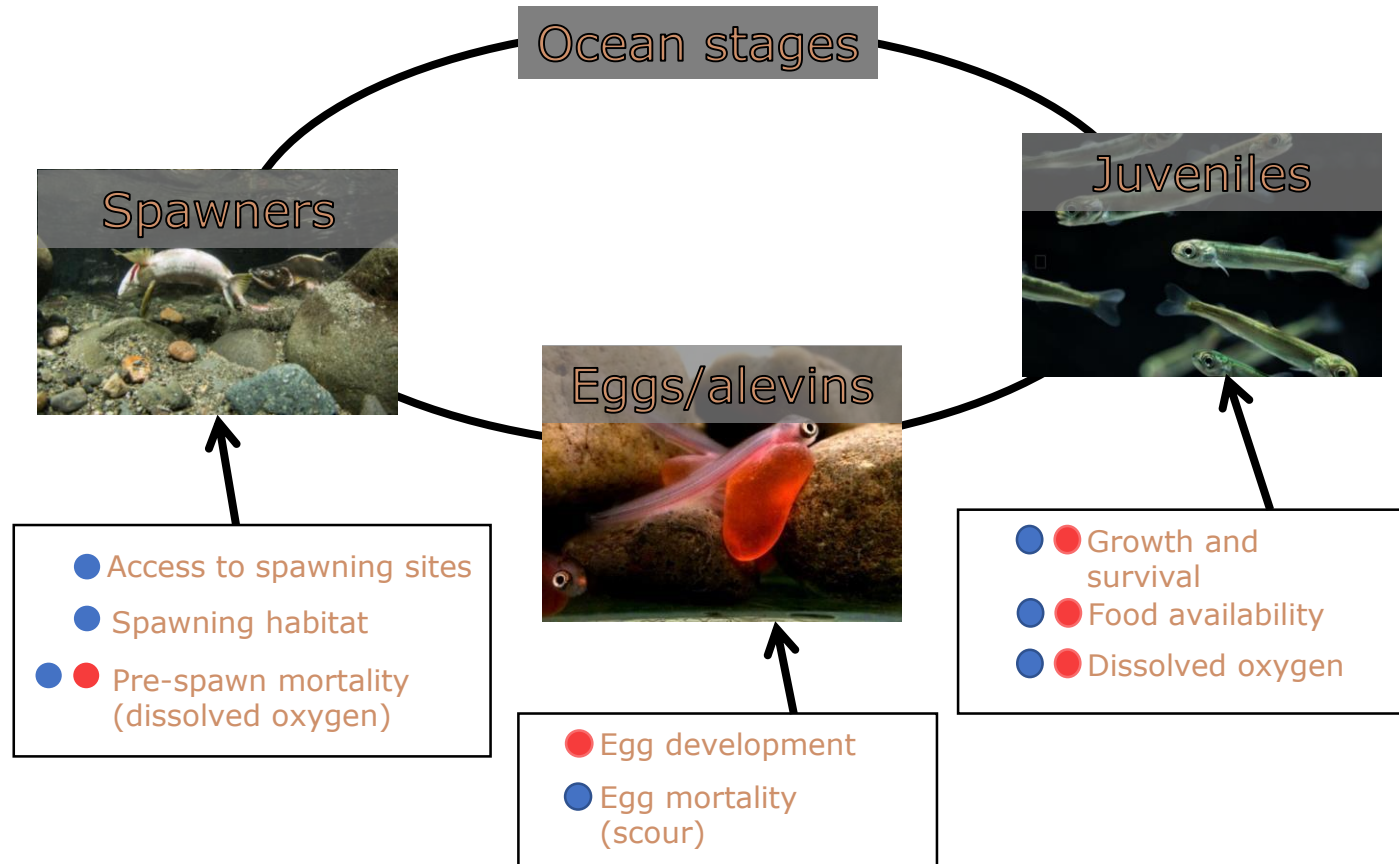 Ocean stages
Spawners
Juveniles
Eggs/alevins
Access to spawning sites
Spawning habitat
Pre-spawn mortality
(dissolved oxygen)
Egg development
Egg mortality
(scour)
Growth and
survival
Food availability
Dissolved oxygen